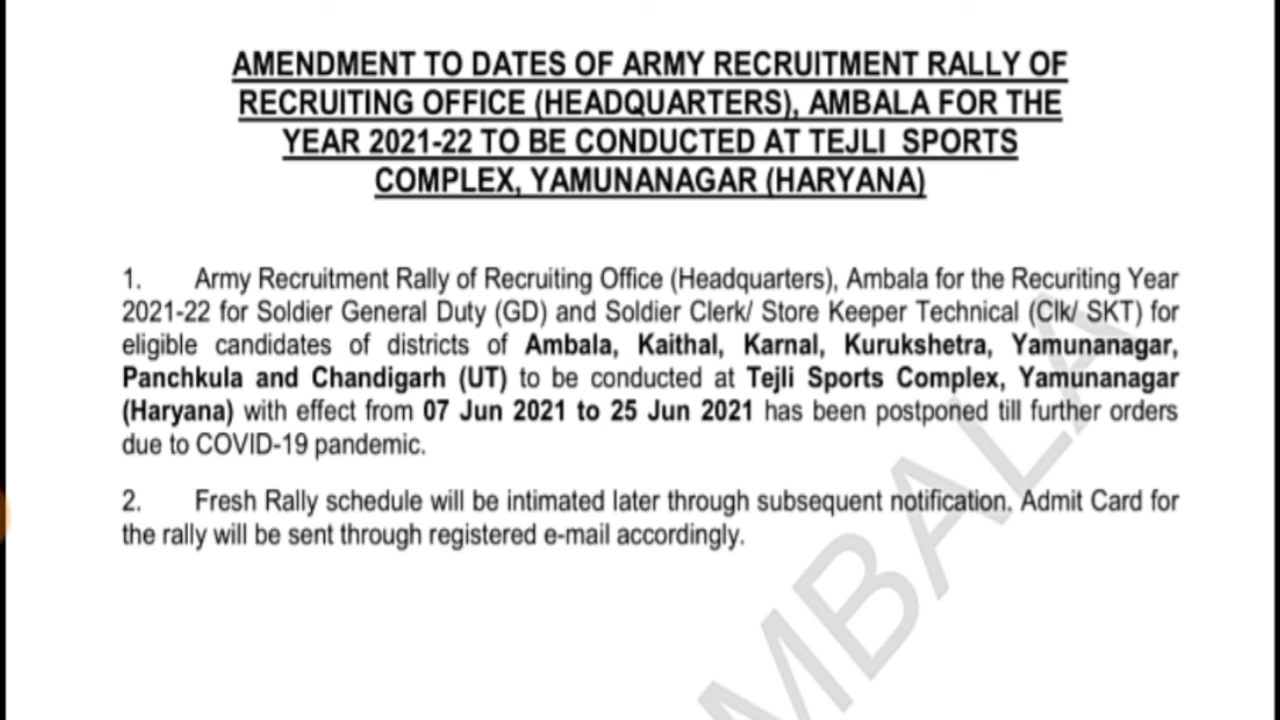 AMENDMENT TO DATES OF ARMY RECRUITMENT RALLY OF
RECRUITING OFFICE (HEADQUARTERS), AMBALA FOR THE
YEAR 2021-22 TO BE CONDUCTED AT TEJLI SPORTS
COMPLEX, YAMUNANAGAR (HARYANA)
1. Army Recruitment Rally of Recruiting Office (Headquarters), Ambala for the Recuriting Year
2021-22 for Soldier General Duty (GD) and Soldier Clerk/ Store Keeper Technical (Clk/ SKT) for
eligible candidates of districts of Ambala, Kaithal, Karnal, Kurukshetra, Yamunanagar,
Panchkula and Chandigarh (UT) to be conducted at Tejli Sports Complex, Yamunanagar
(Haryana) with effect from 07 Jun 2021 to 25 Jun 2021 has been postponed till further orders
due to COVID-19 pandemic.
2. Fresh Rally schedule will be intimated later through subsequent notification. Admit Card for
the rally will be sent through registered e-mail accordingly.
MBALA